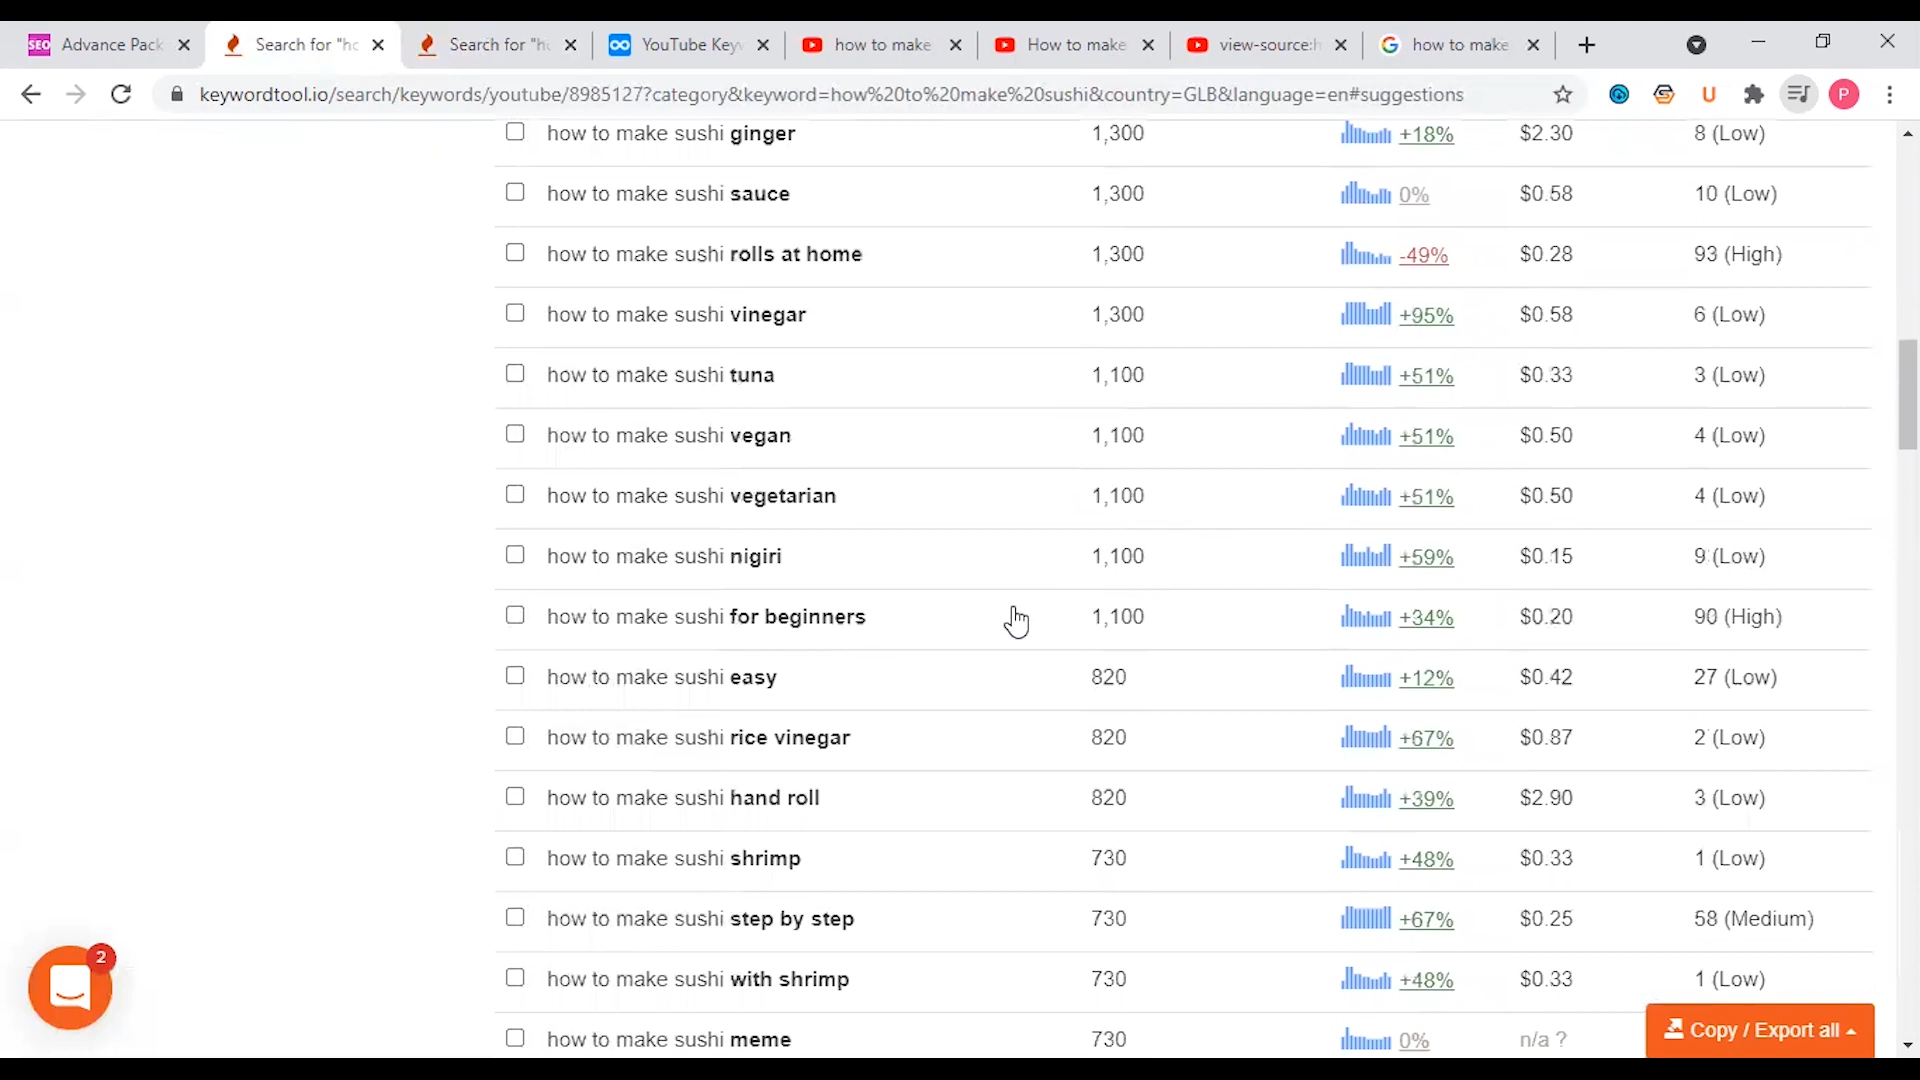 SEO Advance Pack Search for "ho Search for "ho YouTube Key how to make How to make view-source:h how to make
keywordtool.io/search/keywords/youtube/8985127?category&keyword=how%20to%20make%20sushi&country=GLB&language=en#suggestions U P
how to make sushi ginger 1,300 +18% $2.30 8 (Low)
how to make sushi sauce 1,300 0% $0.58 10 (Low)
how to make sushi rolls at home 1,300 -49% $0.28 93 (High)
how to make sushi vinegar 1,300 +95% $0.58 6 (Low)
how to make sushi tuna 1,100 +51% $0.33 3 (Low)
how to make sushi vegan 1,100 +51% $0.50 4 (Low)
how to make sushi vegetarian 1,100 +51% $0.50 4 (Low)
how to make sushi nigiri 1,100 +59% $0.15 9 (Low)
how to make sushi for beginners 1,100 +34% $0.20 90 (High)
how to make sushi easy 820 +12% $0.42 27 (Low)
how to make sushi rice vinegar 820 +67% $0.87 2 (Low)
how to make sushi hand roll 820 +39% $2.90 3 (Low)
how to make sushi shrimp 730 +48% $0.33 1 (Low)
how to make sushi step by step 730 +67% $0.25 58 (Medium)
how to make sushi with shrimp 730 +48% $0.33 1 (Low)
how to make sushi meme 730 0% n/a ?
2
Copy / Export all